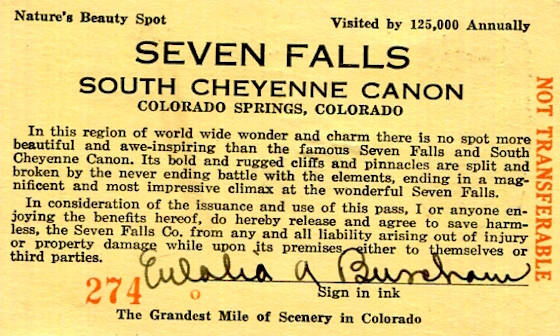 Nature's Beauty Spot Visited by 125,000 Annually
SEVEN FALLS
SOUTH CHEYENNE CANON
COLORADO SPRINGS, COLORADO
In this region of world wide wonder and charm there is no spot more
beautiful and awe-inspiring than the famous Seven Falls and South
Cheyenne Canon. Its bold and rugged cliffs and pinnacles are split and
broken by the never ending battle with the elements, ending in a mag-
nificent and most impressive climax at the wonderful Seven Falls.
In consideration of the issuance and use of this pass, I or anyone en-
joying the benefits hereof, do hereby release and agree to save harm-
less, the Seven Falls Co. from any and all liability arising out of injury
or property damage while upon its premises either to themselves or
third parties.
Eulalia A Burcham
274
Sign in ink
The Grandest Mile of Scenery in Colorado
NOT TRANSFERABLE